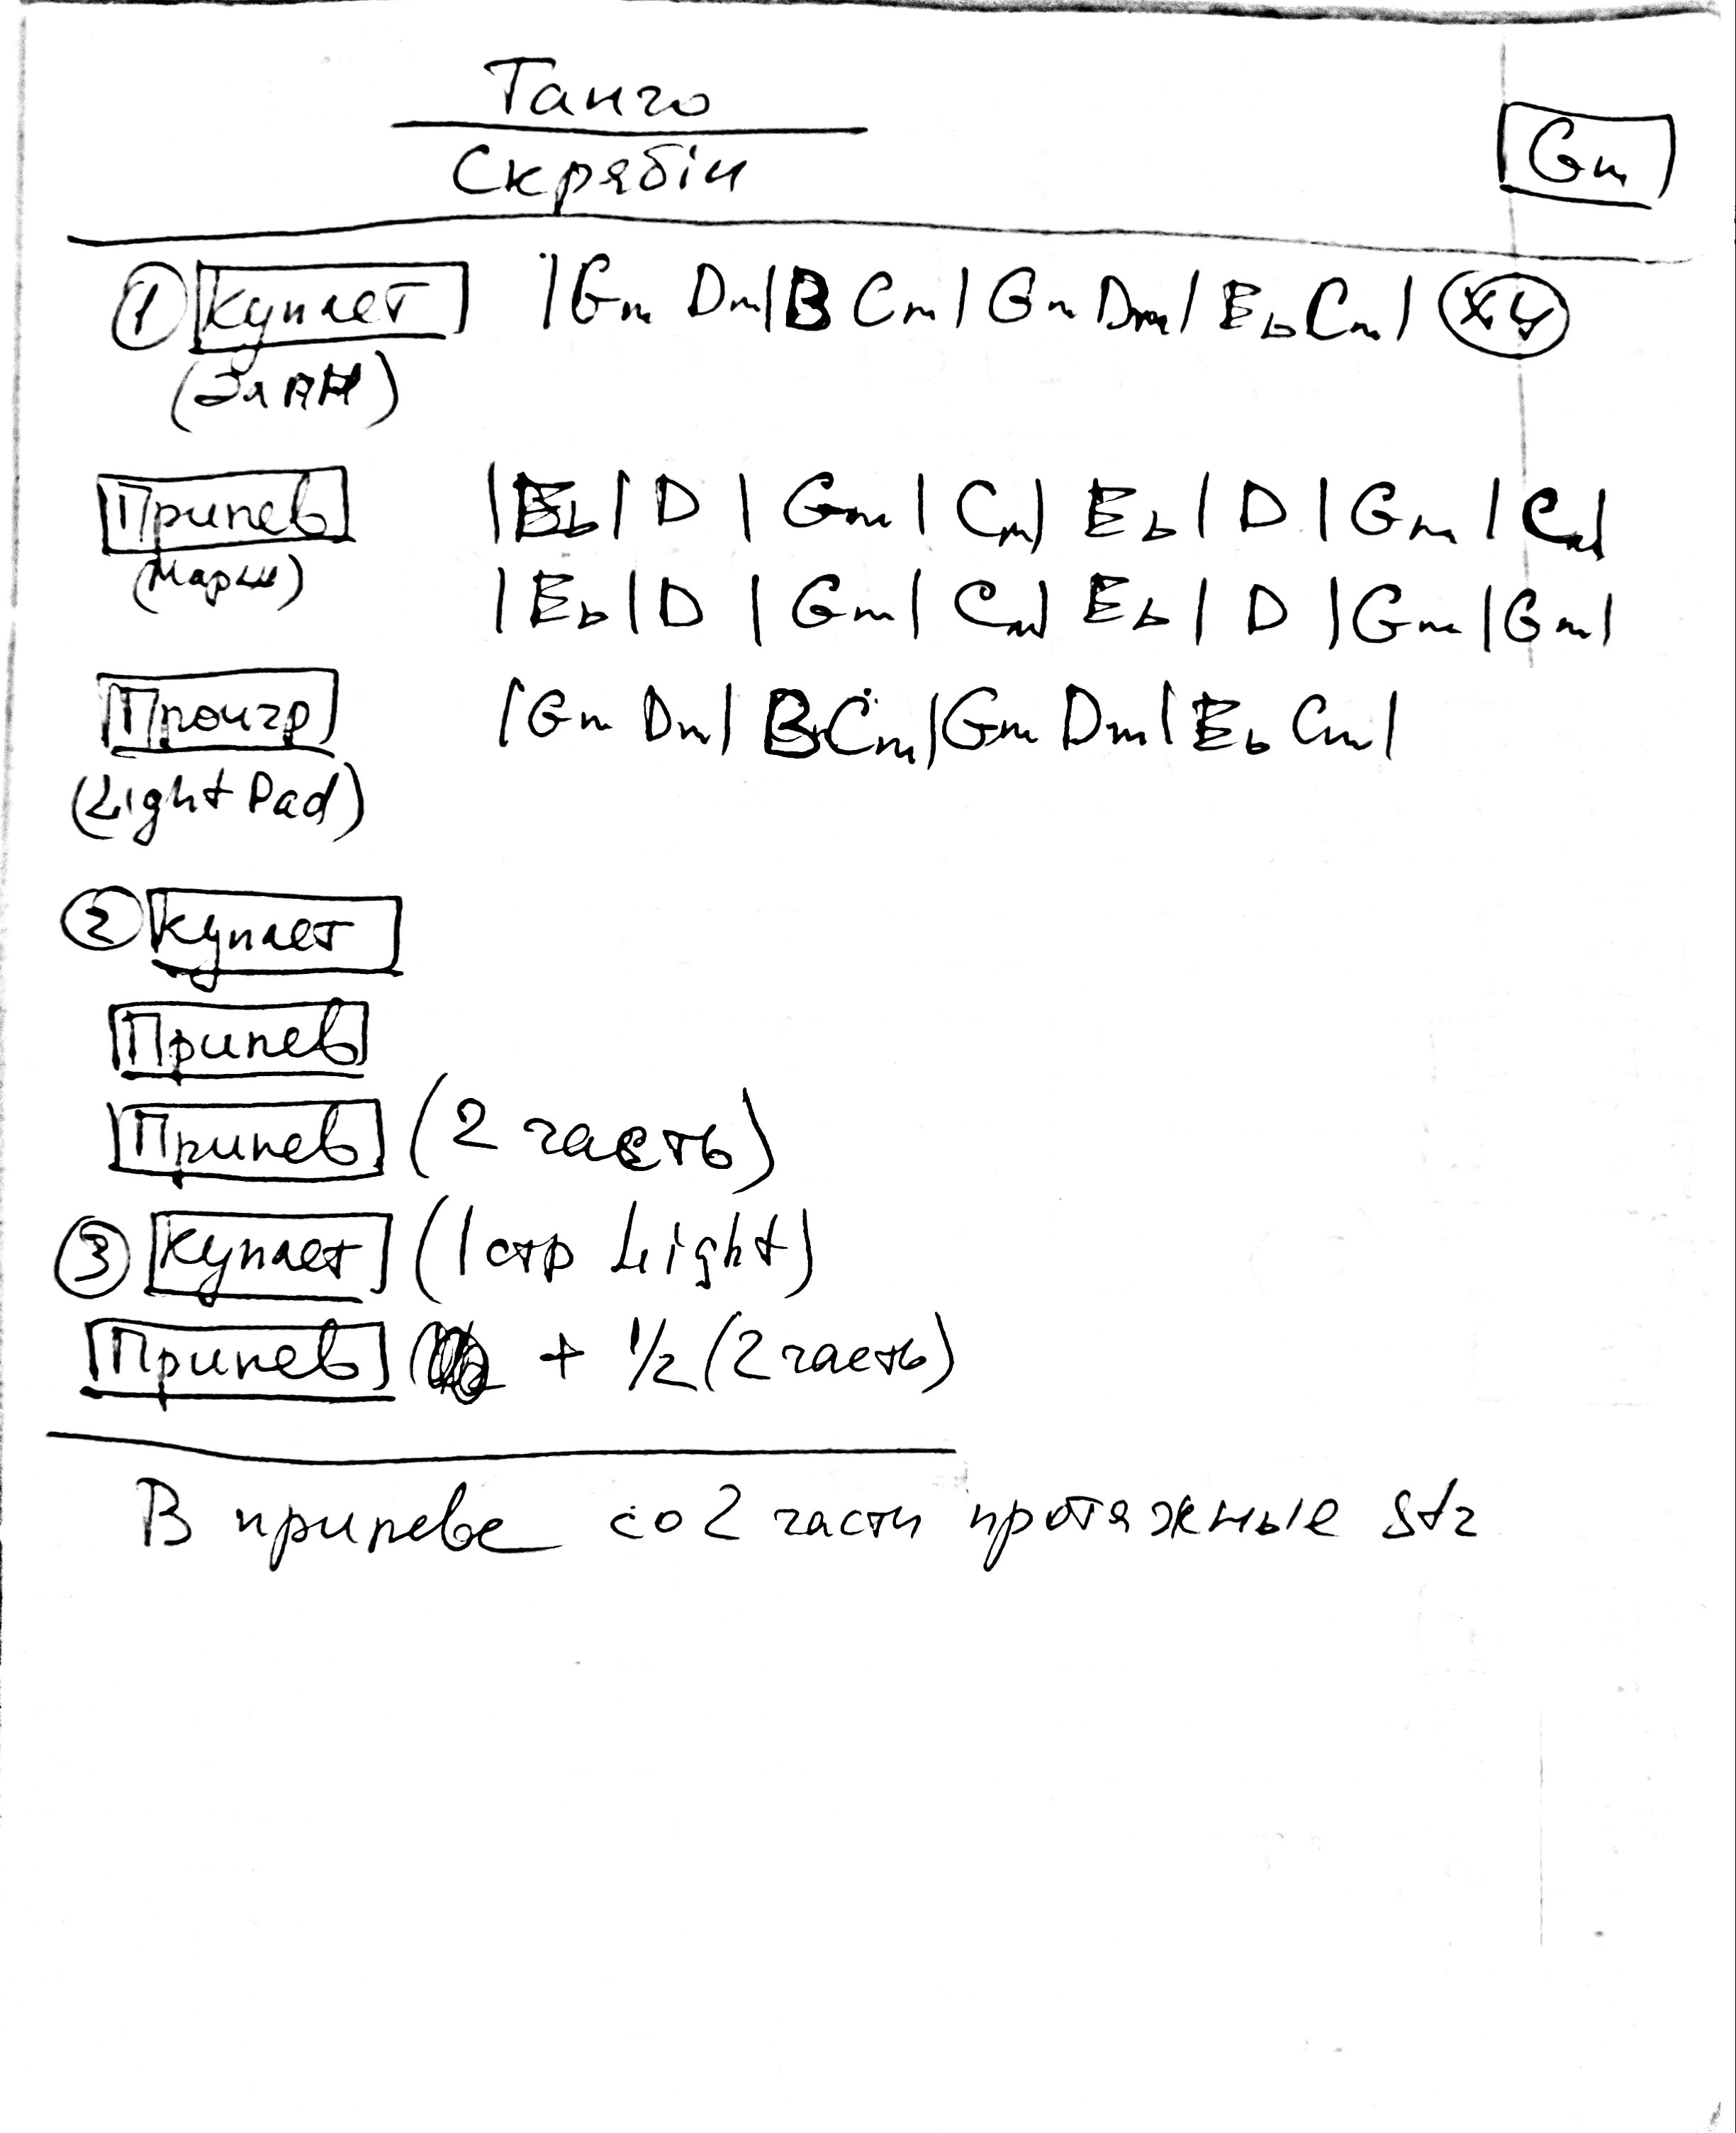 Танго
Скрябін
Gm
1 Куплет |Gm Dm|B Cm|Gm Dm|Eb Cm| x4
(ЭлПН)
Припев |Eb|D|Gm|Cm|Eb|D|Gm|Cm|
(Марш) |Eb|D|Gm|Cm|Eb|D|Gm|Gm|
Проигр |Gm Dm|B Cm|Gm Dm|Eb Cm|
(Light Pad)
2 Куплет
Припев
Припев (2 часть)
3 Куплет (1 стр Light)
Припев + 1/2 (2 часть)
В припеве со 2 части протяжные Str